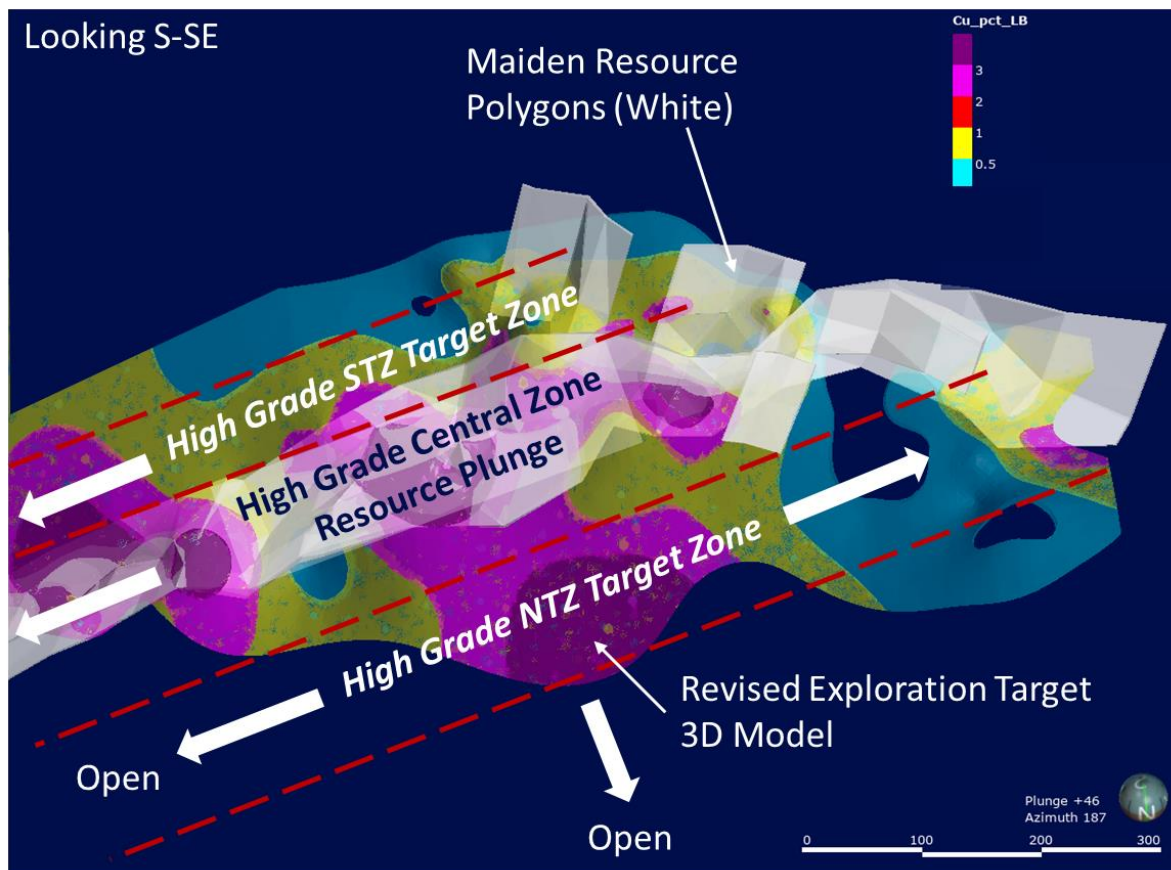 Looking S-SE
Cu_pct_LB
3
2
1
0.5
Maiden Resource
Polygons (White)
High Grade STZ Target Zone
High Grade Central Zone
Resource Plunge
High Grade NTZ Target Zone
Revised Exploration Target
3D Model
Open
Open
Plunge +46
Azimuth 187
N
0 100 200 300